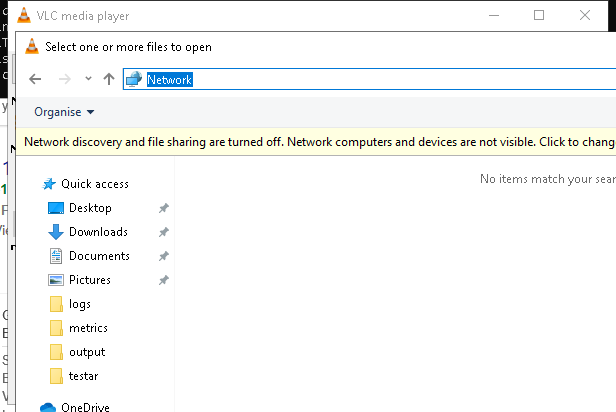 VLC media player
Select one or more files to open
Network
Organise
Network discovery and file sharing are turned off. Network computers and devices are not visible. Click to chang
No items match your sear
Quick access
Desktop
Downloads
Documents
Pictures
logs
metrics
output
testar
OneDrive